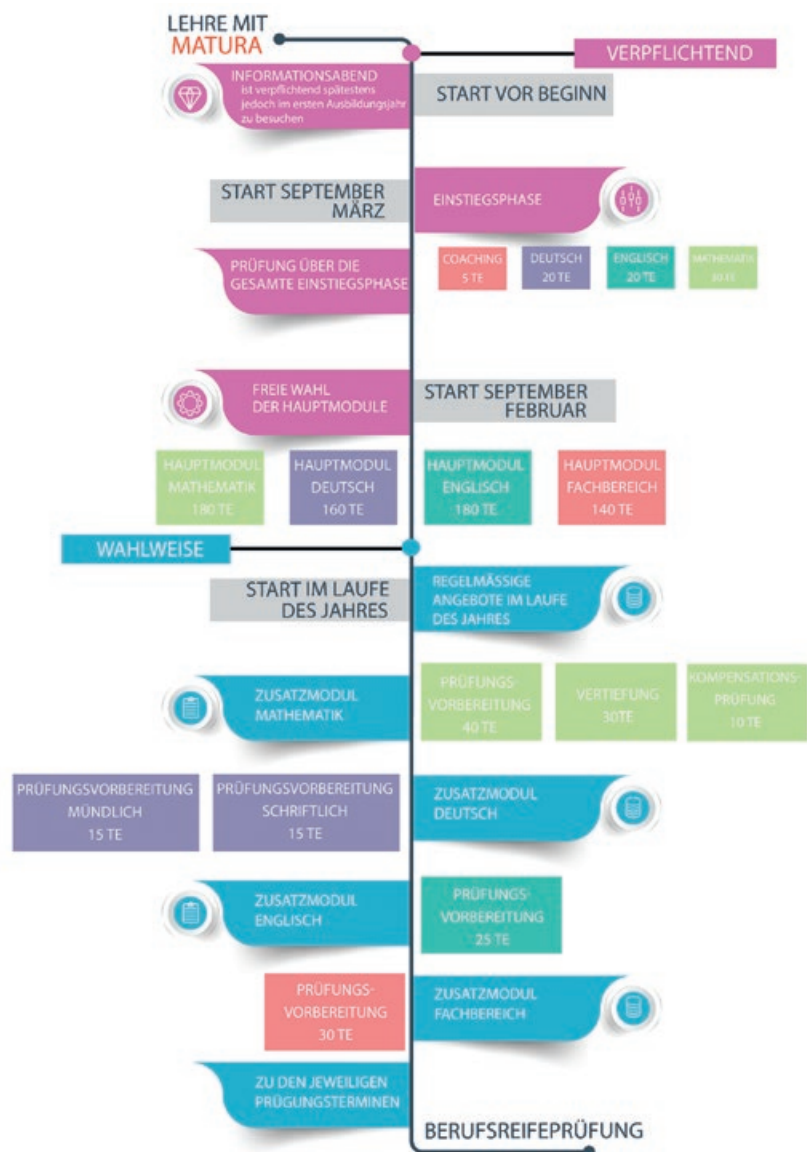 LEHRE MIT
MATURA
VERPFLICHTEND
INFORMATIONSABEND
ist verpflichtend spätestens
jedoch im ersten Ausbildungsjahr
zu besuchen
START VOR BEGINN
START SEPTEMBER
MÄRZ
EINSTIEGSPHASE
PRÜFUNG ÜBER DIE
GESAMTE EINSTIEGSPHASE
COACHING
5 TE
DEUTSCH
20 TE
ENGLISCH
20 TE
MATHEMATIK
TE
FREIE WAHL
DER HAUPTMODULE
START SEPTEMBER
FEBRUAR
HAUPTMODUL
MATHEMATIK
180 TE
HAUPTMODUL
DEUTSCH
160 TE
HAUPTMODUL
ENGLISCH
180 TE
HAUPTMODUL
FACHBEREICH
140 TE
WAHLWEISE
START IM LAUFE
DES JAHRES
REGELMÄSSIGE
ANGEBOTE IM LAUFE
DES JAHRES
ZUSATZMODUL
MATHEMATIK
PRÜFUNGS-
VORBEREITUNG
40 TE
VERTIEFUNG
30TE
KOMPENSATIONS-
PRÜFUNG
10 TE
PRÜFUNGSVORBEREITUNG
MÜNDLICH
15 TE
PRÜFUNGSVORBEREITUNG
SCHRIFTLICH
15 TE
ZUSATZMODUL
DEUTSCH
ZUSATZMODUL
ENGLISCH
PRÜFUNGS-
VORBEREITUNG
25 TE
PRÜFUNGS-
VORBEREITUNG
30 TE
ZUSATZMODUL
FACHBEREICH
ZU DEN JEWEILIGEN
PRÜGUNGSTERMINEN
BERUFSREIFEPRÜFUNG